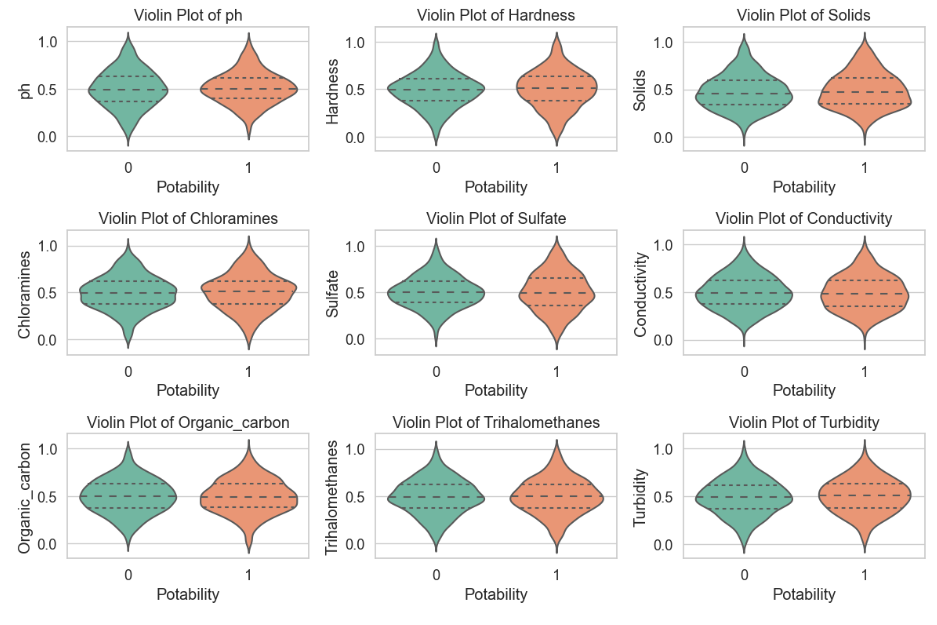 Violin Plot of ph
Violin Plot of Hardness
Violin Plot of Solids
1.0
0.5
0.0
ph
0
1
Potability
1.0
0.5
0.0
Hardness
0
1
Potability
1.0
0.5
0.0
Solids
0
1
Potability
Violin Plot of Chloramines
Violin Plot of Sulfate
Violin Plot of Conductivity
1.0
0.5
0.0
Chloramines
0
1
Potability
1.0
0.5
0.0
Sulfate
0
1
Potability
1.0
0.5
0.0
Conductivity
0
1
Potability
Violin Plot of Organic_carbon
Violin Plot of Trihalomethanes
Violin Plot of Turbidity
1.0
0.5
0.0
Organic_carbon
0
1
Potability
1.0
0.5
0.0
Trihalomethanes
0
1
Potability
1.0
0.5
0.0
Turbidity
0
1
Potability